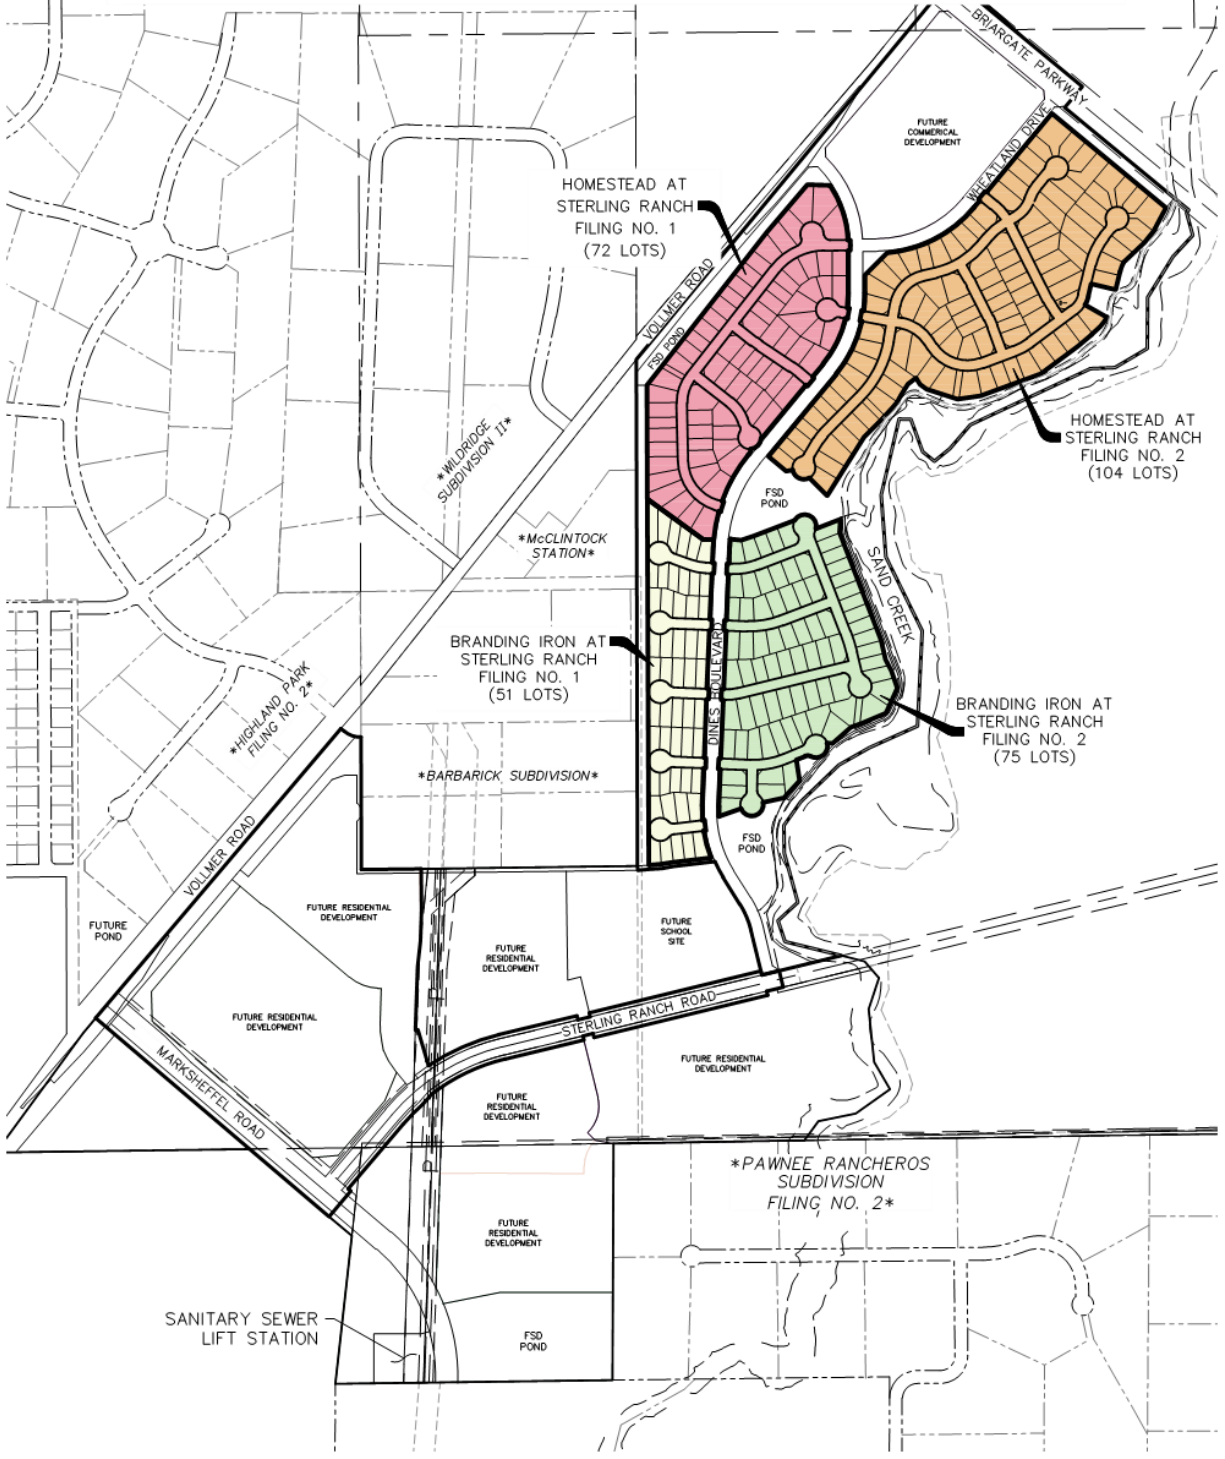 BRIARGATE PARKWAY
FUTURE
COMMERICAL
DEVELOPMENT
WHEATLAND DRIVE
HOMESTEAD AT
STERLING RANCH
FILING NO. 1
(72 LOTS)
VOLLMER ROAD
FSD POND
HOMESTEAD AT
STERLING RANCH
FILING NO. 2
(104 LOTS)
*WILDRIDGE
SUBDIVISION II*
FSD
POND
*McCLINTOCK
STATION*
SAND CREEK
BRANDING IRON AT
STERLING RANCH
FILING NO. 1
(51 LOTS)
DINES BOULEVARD
*HIGHLAND PARK
FILING NO. 2*
BRANDING IRON AT
STERLING RANCH
FILING NO. 2
(75 LOTS)
*BARBARICK SUBDIVISION*
VOLLMER ROAD
FSD
POND
FUTURE RESIDENTIAL
DEVELOPMENT
FUTURE
POND
FUTURE
SCHOOL
SITE
FUTURE
RESIDENTIAL
DEVELOPMENT
STERLING RANCH ROAD
FUTURE RESIDENTIAL
DEVELOPMENT
MARKSHEFFEL ROAD
FUTURE RESIDENTIAL
DEVELOPMENT
FUTURE
RESIDENTIAL
DEVELOPMENT
*PAWNEE RANCHEROS
SUBDIVISION
FILING NO. 2*
FUTURE
RESIDENTIAL
DEVELOPMENT
SANITARY SEWER
LIFT STATION
FSD
POND